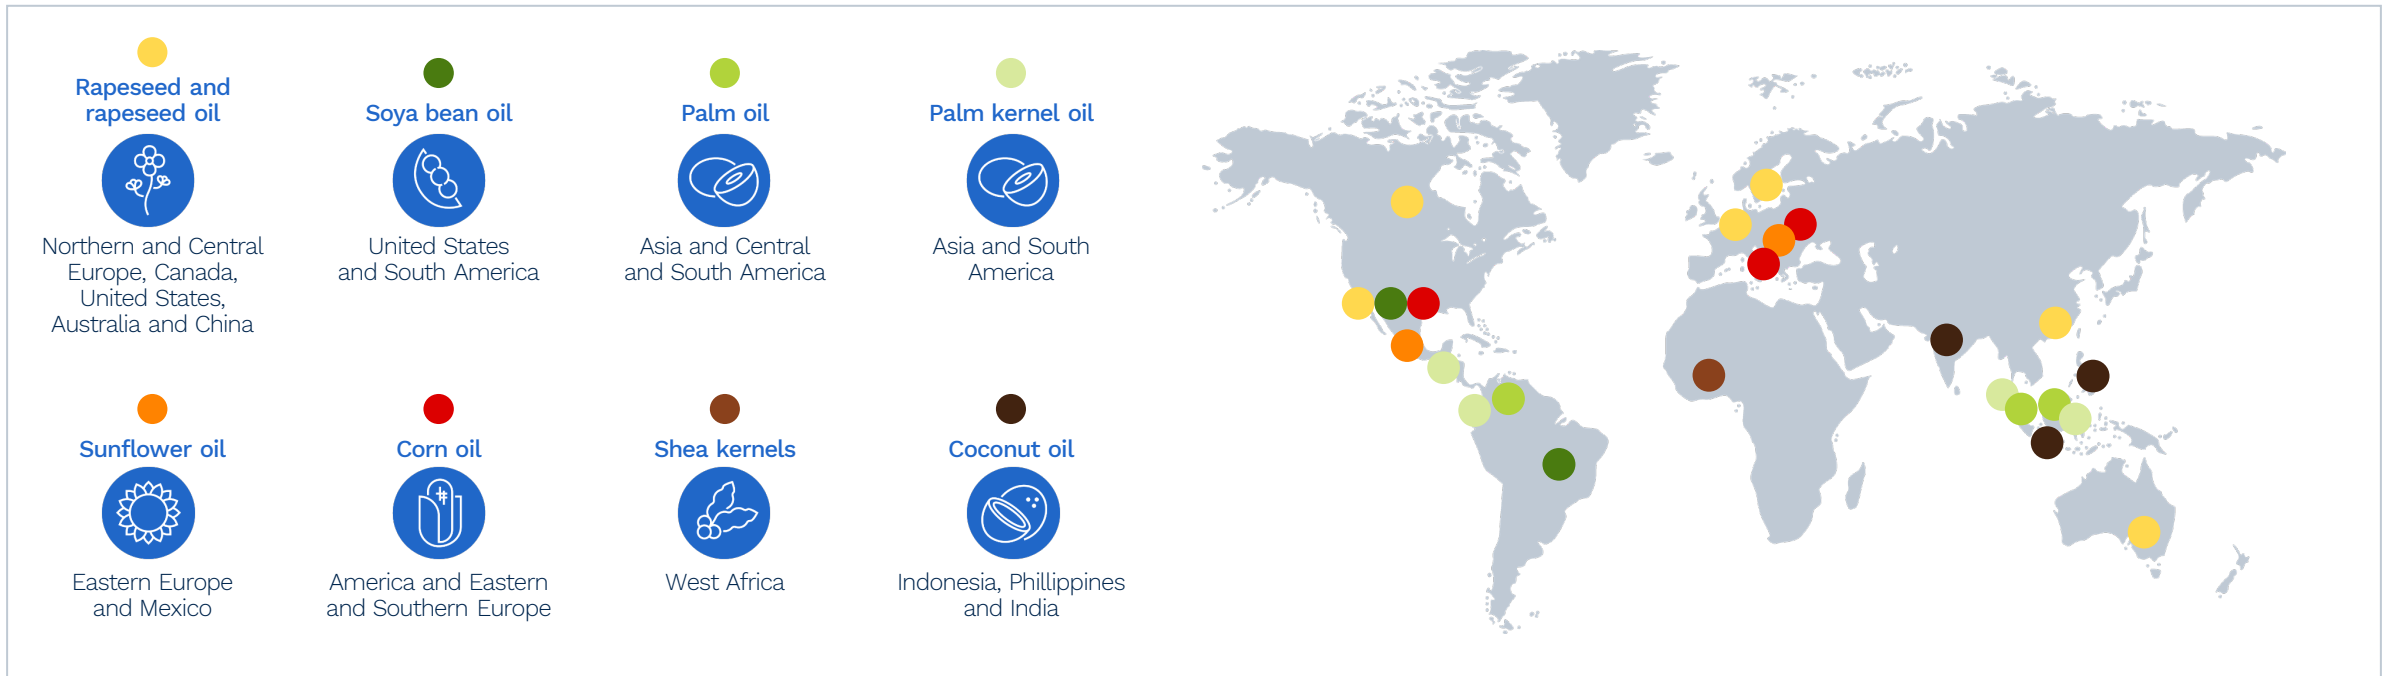 Rapeseed and
rapeseed oil
Northern and Central
Europe, Canada,
United States,
Australia and China
Soya bean oil
United States
and South America
Palm oil
Asia and Central
and South America
Palm kernel oil
Asia and South
America
Sunflower oil
Eastern Europe
and Mexico
Corn oil
America and Eastern
and Southern Europe
Shea kernels
West Africa
Coconut oil
Indonesia, Phillippines
and India